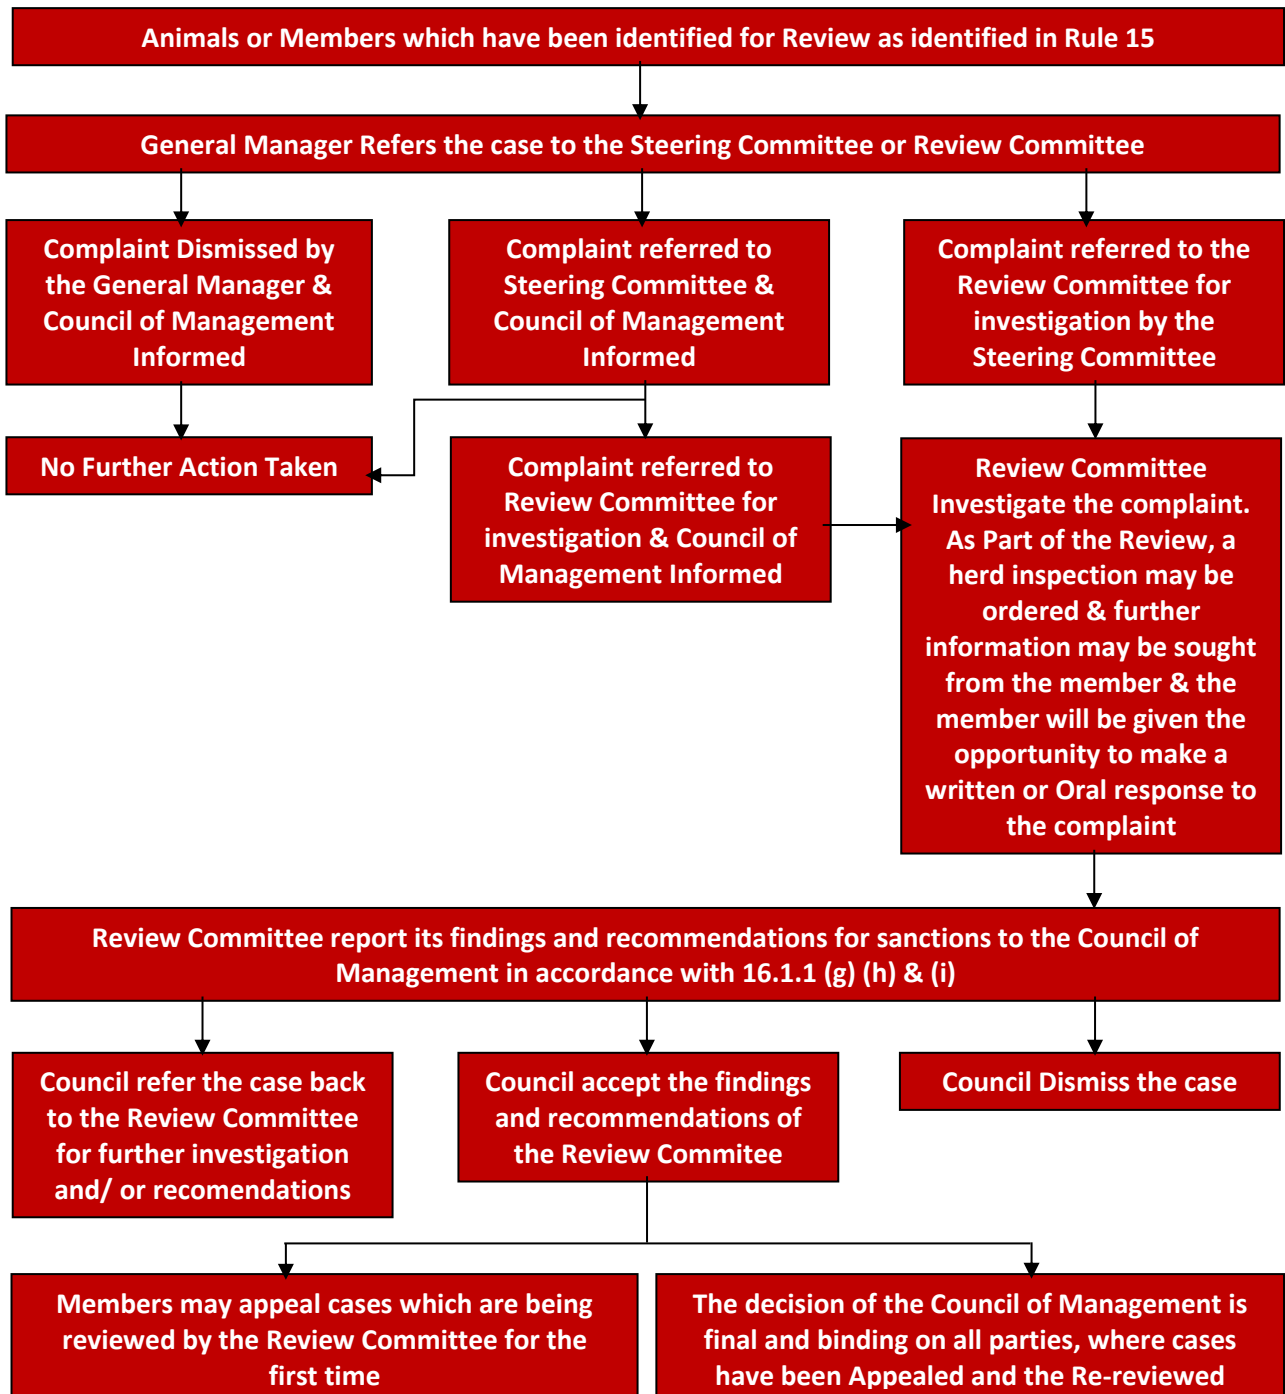 Animals or Members which have been identified for Review as identified in Rule 15
General Manager Refers the case to the Steering Committee or Review Committee
Complaint Dismissed by
the General Manager &
Council of Management
Informed
Complaint referred to
Steering Committee &
Council of Management
Informed
Complaint referred to the
Review Committee for
investigation by the
Steering Committee
No Further Action Taken
Complaint referred to
Review Committee for
investigation & Council of
Management Informed
Review Committee
Investigate the complaint.
As Part of the Review, a
herd inspection may be
ordered & further
information may be sought
from the member & the
member will be given the
opportunity to make a
written or Oral response to
the complaint
Review Committee report its findings and recommendations for sanctions to the Council of
Management in accordance with 16.1.1 (g) (h) & (i)
Council refer the case back
to the Review Committee
for further investigation
and/ or recomendations
Council accept the findings
and recommendations of
the Review Commitee
Council Dismiss the case
Members may appeal cases which are being
reviewed by the Review Committee for the
first time
The decision of the Council of Management is
final and binding on all parties, where cases
have been Appealed and the Re-reviewed